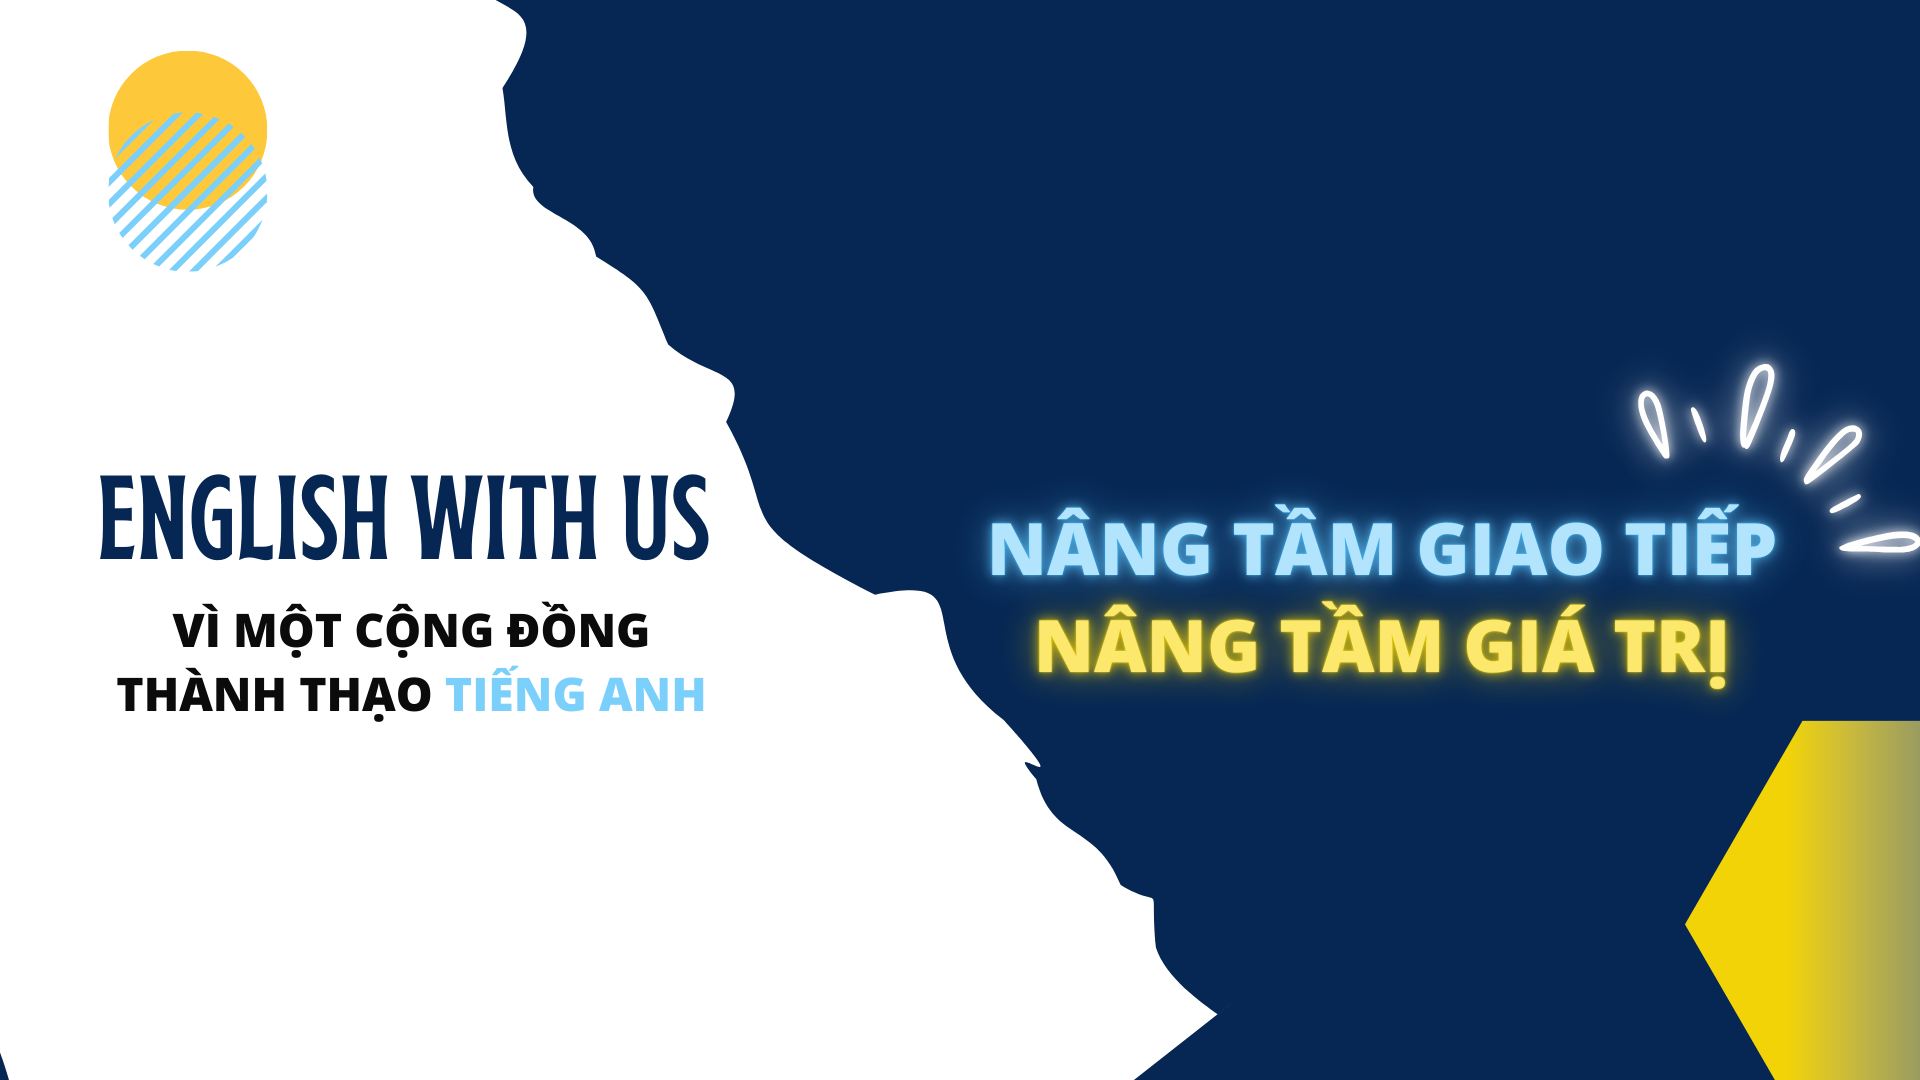 ENGLISH WITH US
VÌ MỘT CỘNG ĐỒNG
THÀNH THẠO TIẾNG ANH
NÂNG TẦM GIAO TIẾP
NÂNG TẦM GIÁ TRỊ